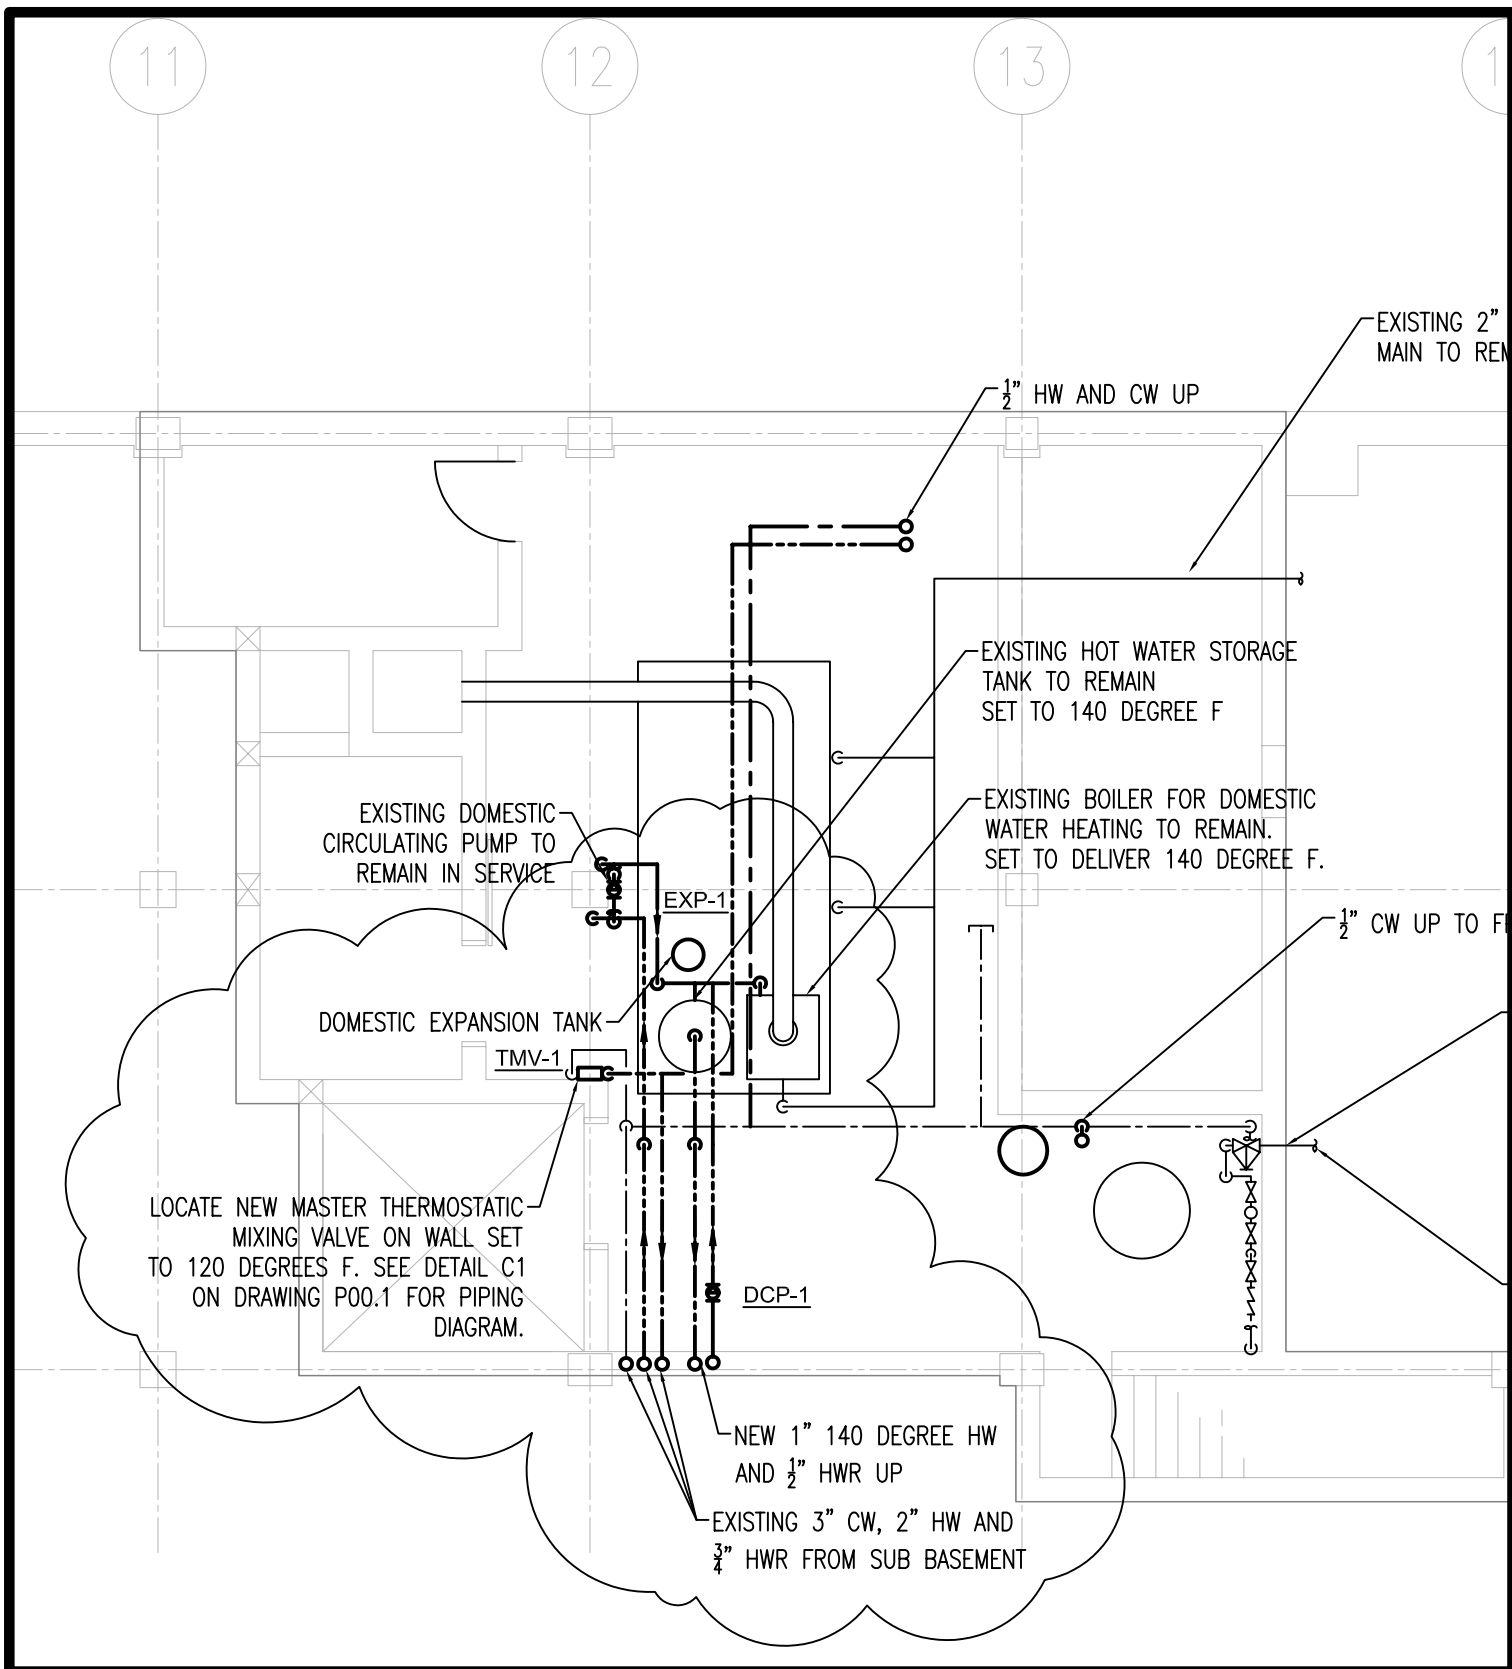 11
12
13
EXISTING 2"
MAIN TO
½" HW AND CW UP
EXISTING HOT WATER STORAGE
TANK TO REMAIN
SET TO 140 DEGREE F
EXISTING BOILER FOR DOMESTIC
WATER HEATING TO REMAIN.
SET TO DELIVER 140 DEGREE F.
EXISTING DOMESTIC
CIRCULATING PUMP TO
REMAIN IN SERVICE
EXP-1
½" CW UP TO
DOMESTIC EXPANSION TANK
TMV-1
LOCATE NEW MASTER THERMOSTATIC
MIXING VALVE ON WALL SET
TO 120 DEGREES F. SEE DETAIL C1
ON DRAWING P00.1 FOR PIPING
DIAGRAM.
DCP-1
NEW 1" 140 DEGREE HW
AND ½" HWR UP
EXISTING 3" CW, 2" HW AND
¾" HWR FROM SUB BASEMENT